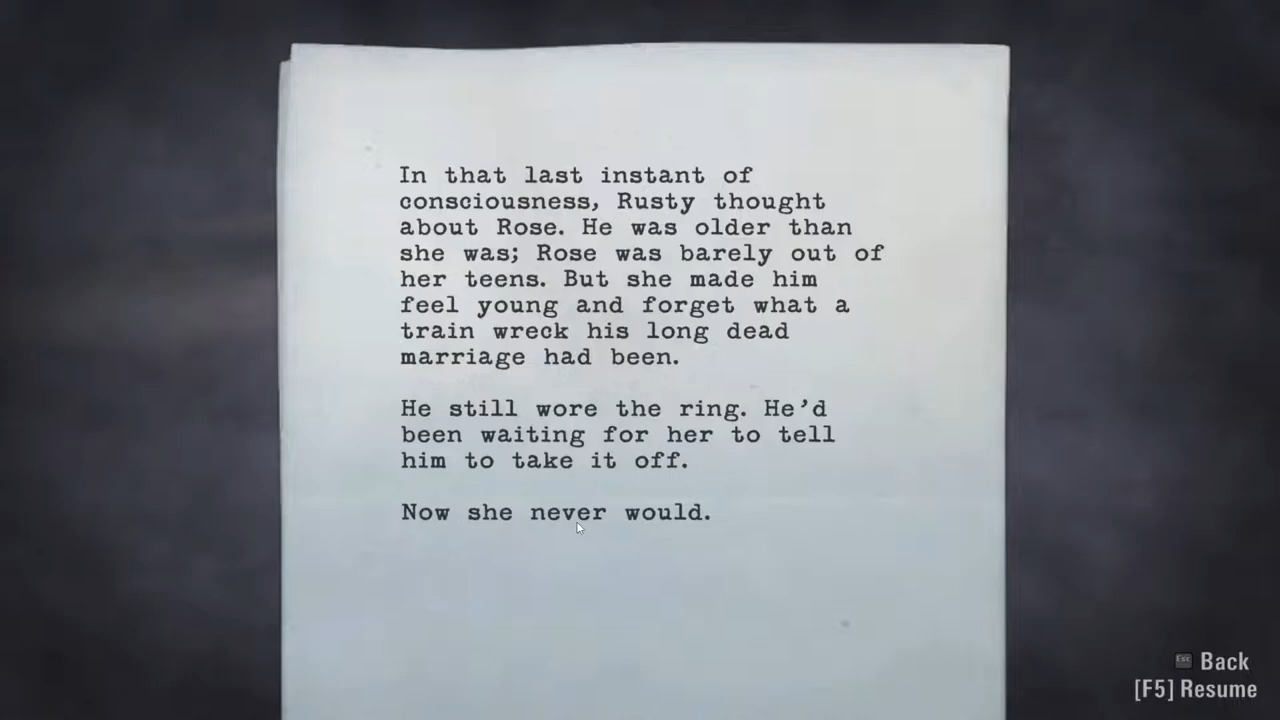 In that last instant of
consciousness, Rusty thought
about Rose. He was older than
she was; Rose was barely out of
her teens. But she made him
feel young and forget what a
train wreck his long dead
marriage had been.
He still wore the ring. He'd
been waiting for her to tell
him to take it off.
Now she never would.
Esc Back
[F5] Resume